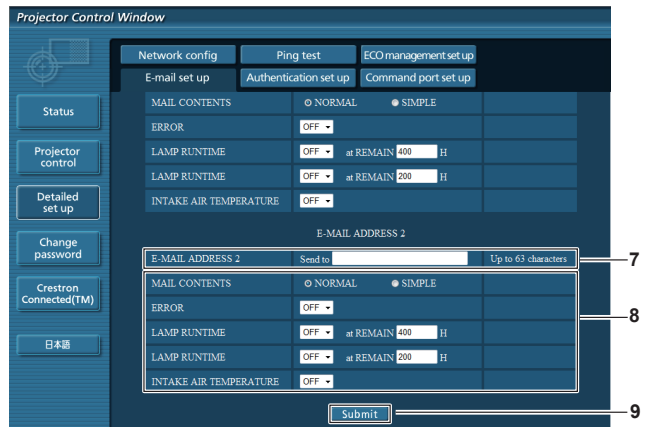 Projector Control Window
Network config Ping test ECO management set up
E-mail set up Authentication set up Command port set up
Status
Projector control
Detailed set up
Change password
Crestron Connected(TM)
日本語
MAIL CONTENTS NORMAL SIMPLE
ERROR OFF
LAMP RUNTIME OFF at REMAIN 400 H
LAMP RUNTIME OFF at REMAIN 200 H
INTAKE AIR TEMPERATURE OFF
E-MAIL ADDRESS 2
E-MAIL ADDRESS 2 Send to Up to 63 characters 7
MAIL CONTENTS NORMAL SIMPLE
ERROR OFF 8
LAMP RUNTIME OFF at REMAIN 400 H
LAMP RUNTIME OFF at REMAIN 200 H
INTAKE AIR TEMPERATURE OFF
Submit 9